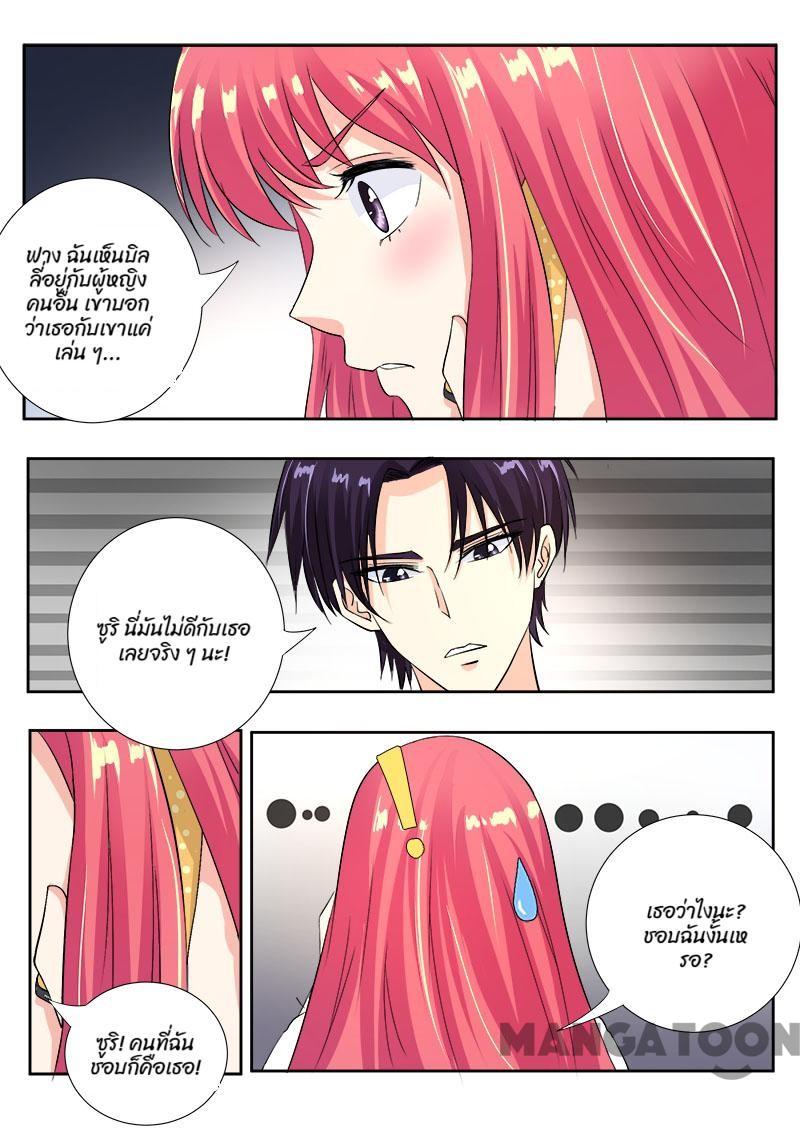 ฟาง ฉันเห็นบิล
ลี่อยู่กับผู้หญิง
คนอื่น เขาบอก
ว่าเธอกับเขาแค่
เล่น ๆ...
ซูริ นี่มันไม่ดีกับเธอ
เลยจริง ๆ นะ!
เธอว่าไงนะ?
ชอบฉันงั้นเห
รอ?
ซูริ! คนที่ฉัน
ชอบก็คือเธอ!
MANGATOON